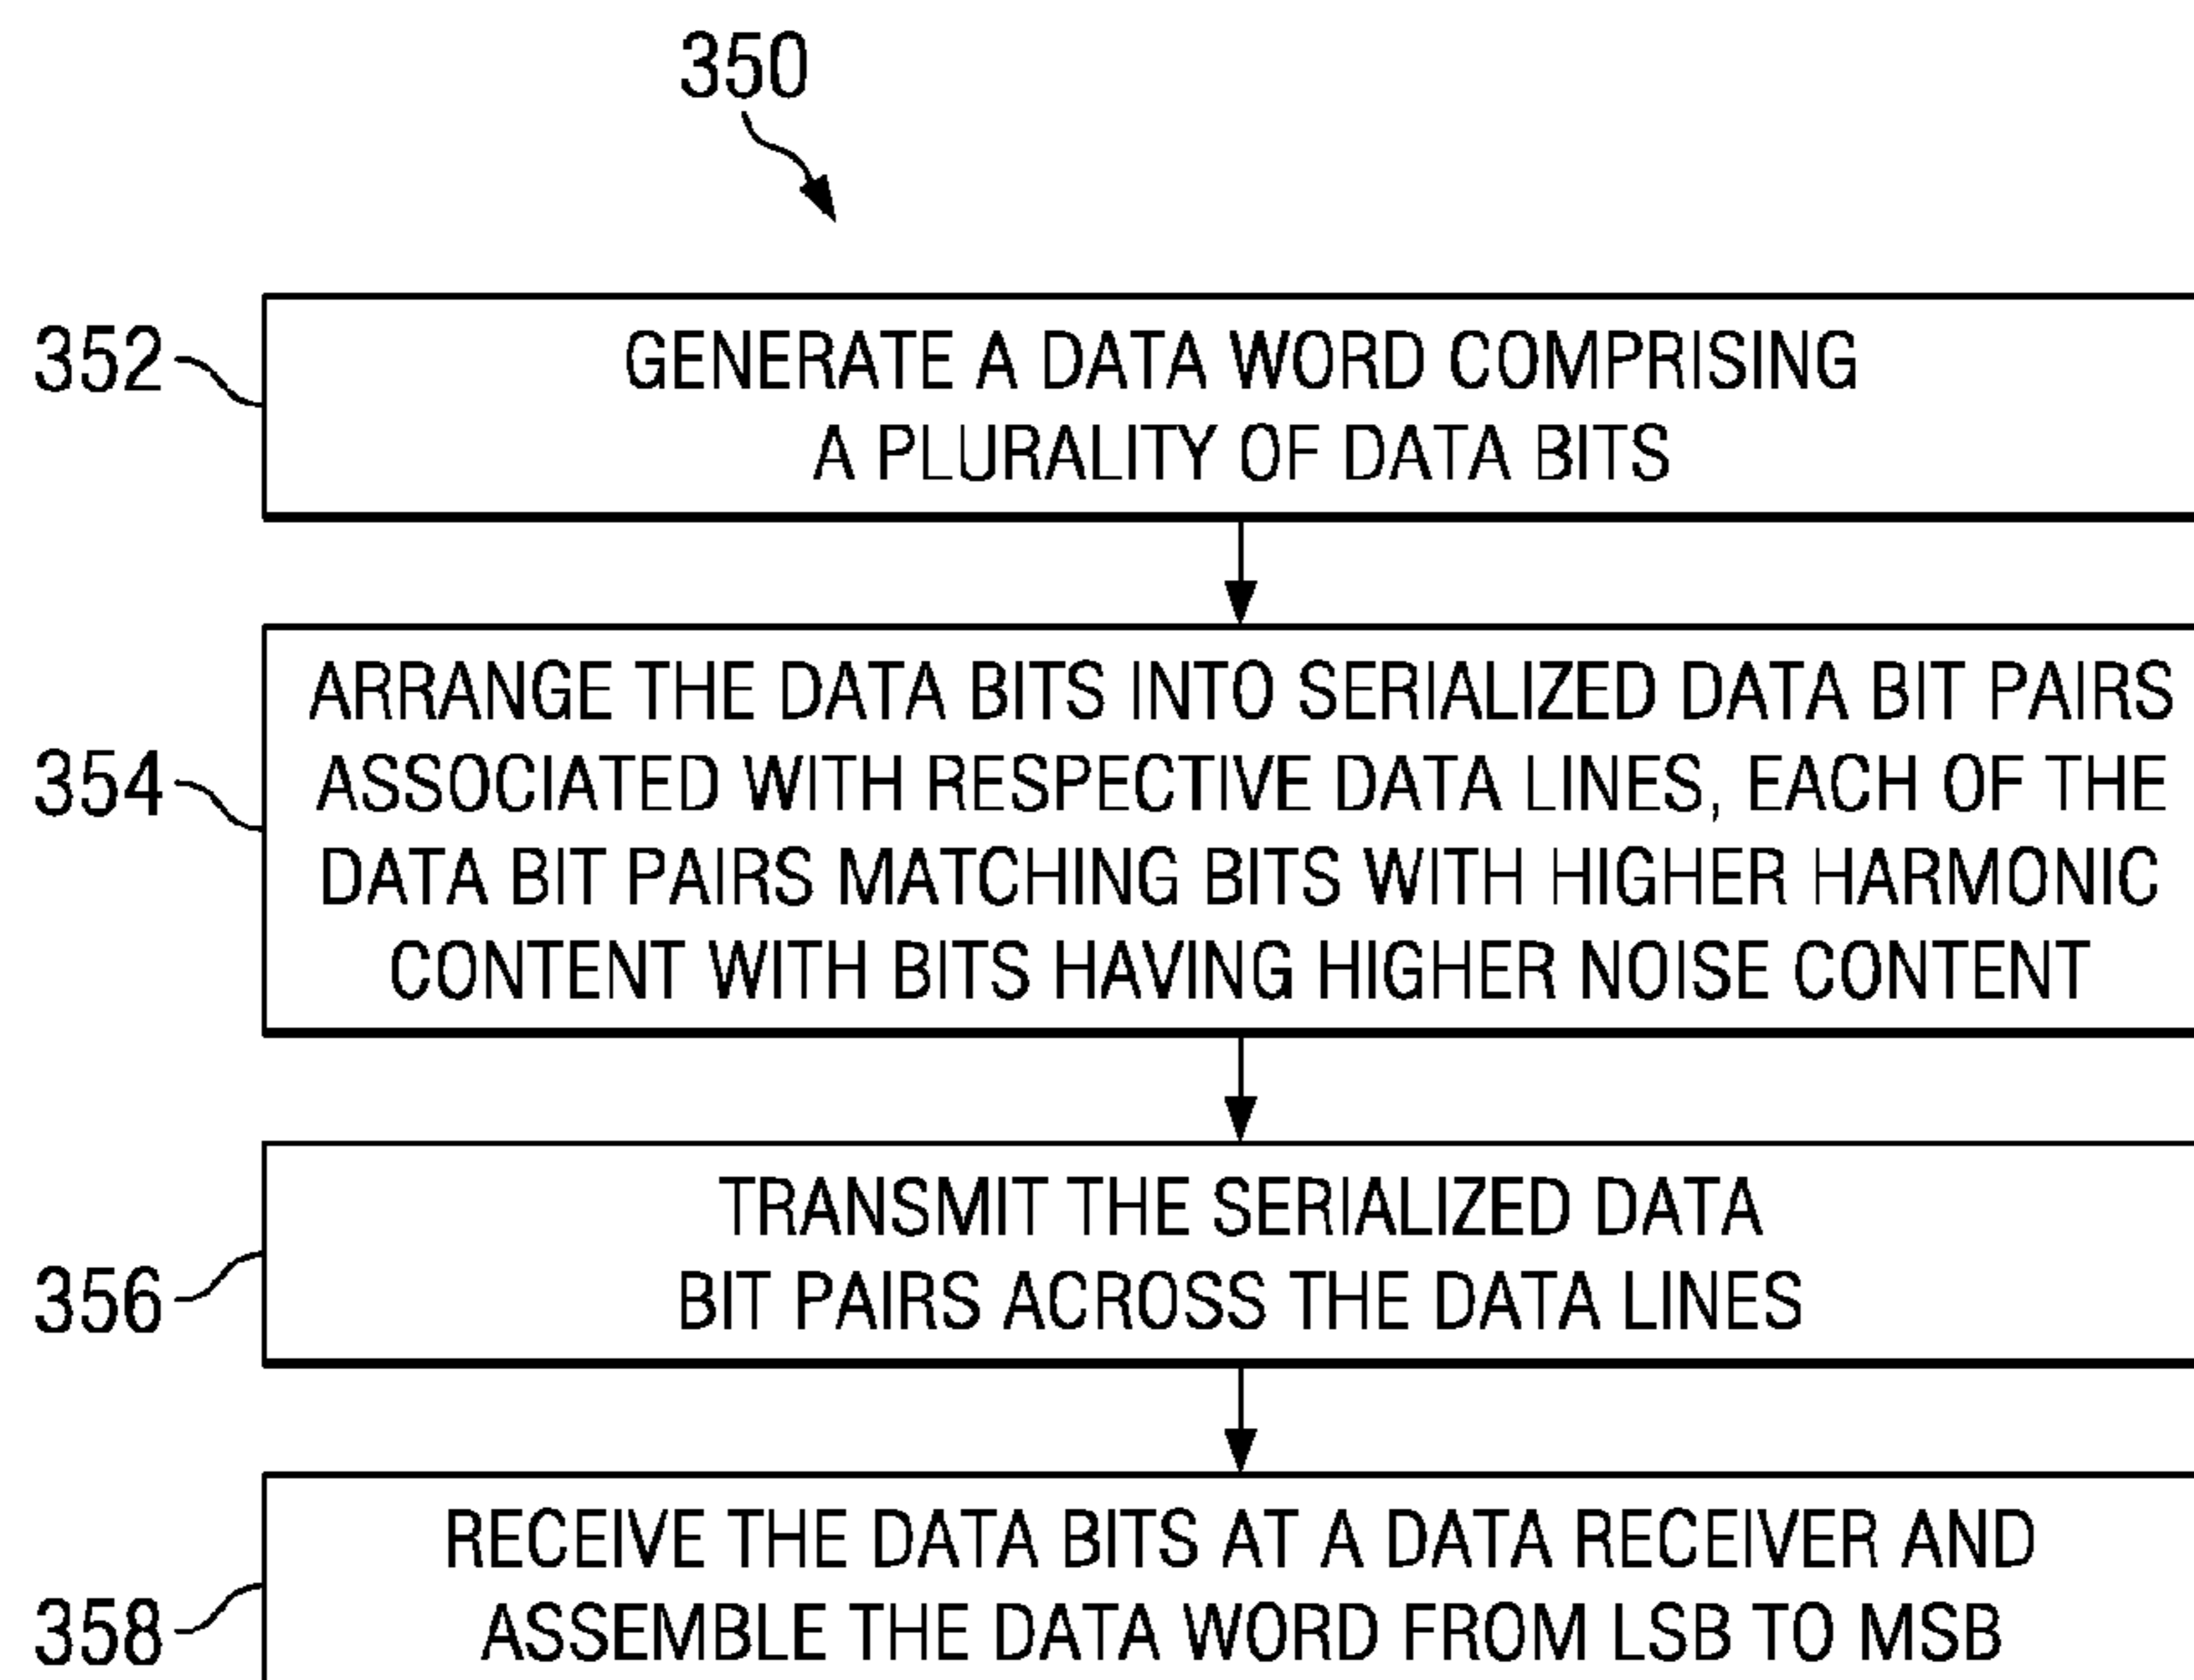 350
352
GENERATE A DATA WORD COMPRISING
A PLURALITY OF DATA BITS
354
ARRANGE THE DATA BITS INTO SERIALIZED DATA BIT PAIRS
ASSOCIATED WITH RESPECTIVE DATA LINES, EACH OF THE
DATA BIT PAIRS MATCHING BITS WITH HIGHER HARMONIC
CONTENT WITH BITS HAVING HIGHER NOISE CONTENT
356
TRANSMIT THE SERIALIZED DATA
BIT PAIRS ACROSS THE DATA LINES
358
RECEIVE THE DATA BITS AT A DATA RECEIVER AND
ASSEMBLE THE DATA WORD FROM LSB TO MSB